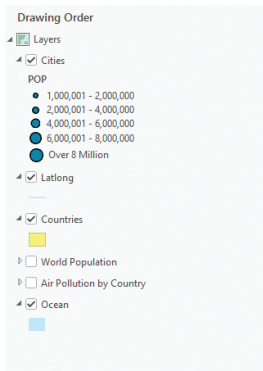 Drawing Order
Layers
Cities
POP
1,000,001 - 2,000,000
2,000,001 - 4,000,000
4,000,001 - 6,000,000
6,000,001 - 8,000,000
Over 8 Million
Latlong
Countries
World Population
Air Pollution by Country
Ocean